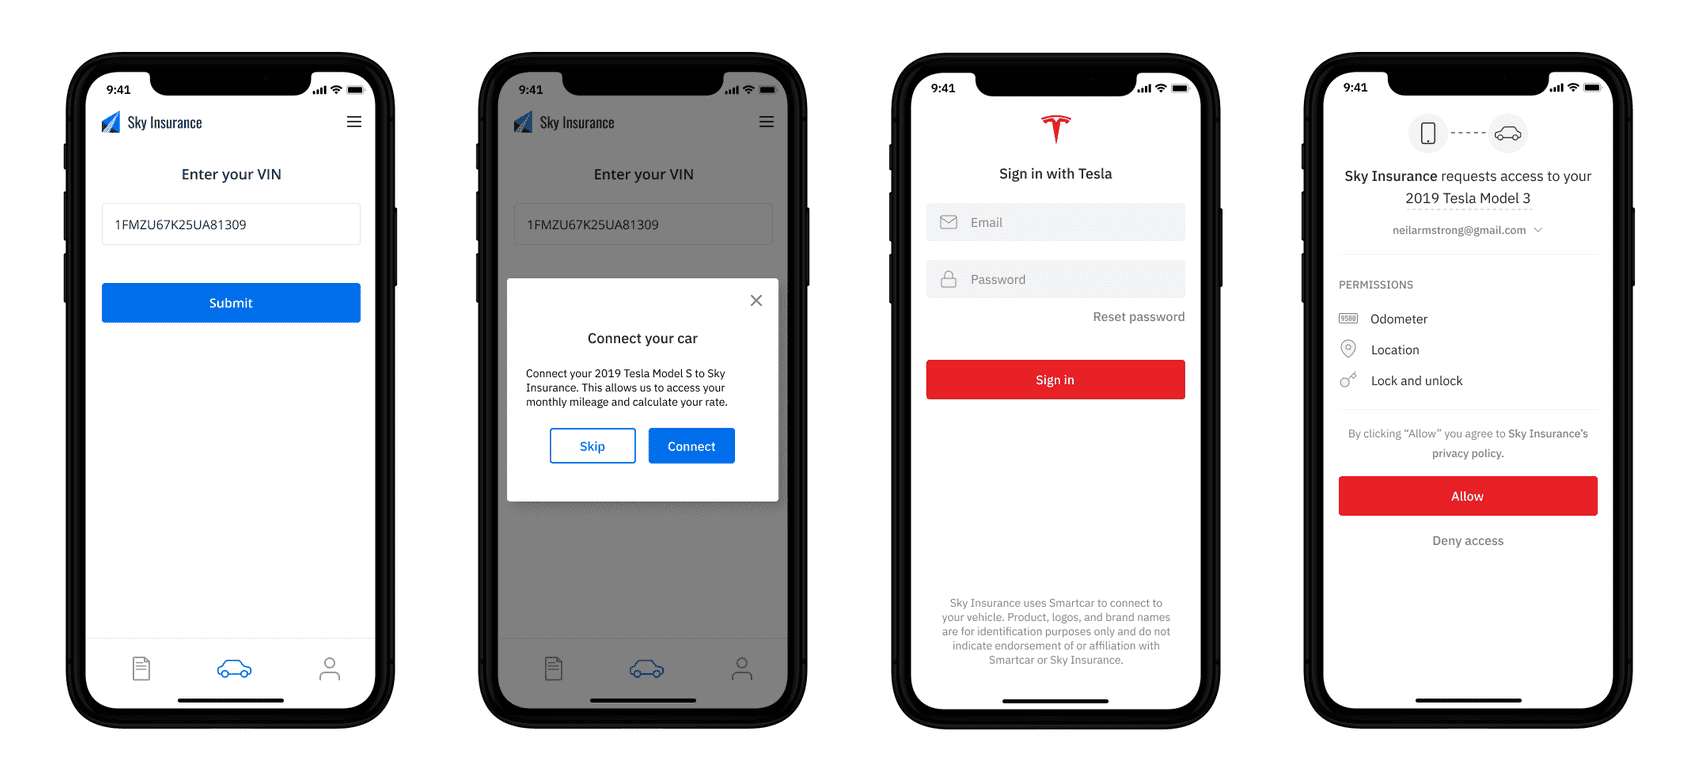 9:41
Sky Insurance
Enter your VIN
1FMZU67K25UA81309
Submit
9:41
Sky Insurance
Enter your VIN
1FMZU67K25UA81309
Connect your car
Connect your 2019 Tesla Model S to Sky
Insurance. This allows us to access your
monthly mileage and calculate your rate.
Skip
Connect
9:41
Sign in with Tesla
Email
Password
Reset password
Sign in
Sky Insurance uses Smartcar to connect to
your vehicle. Product, logos, and brand names
are for identification purposes only and do not
indicate endorsement of or affiliation with
Smartcar or Sky Insurance.
9:41
Sky Insurance requests access to your
2019 Tesla Model 3
neilarmstrong@gmail.com
PERMISSIONS
Odometer
Location
Lock and unlock
By clicking “Allow” you agree to Sky Insurance’s
privacy policy.
Allow
Deny access